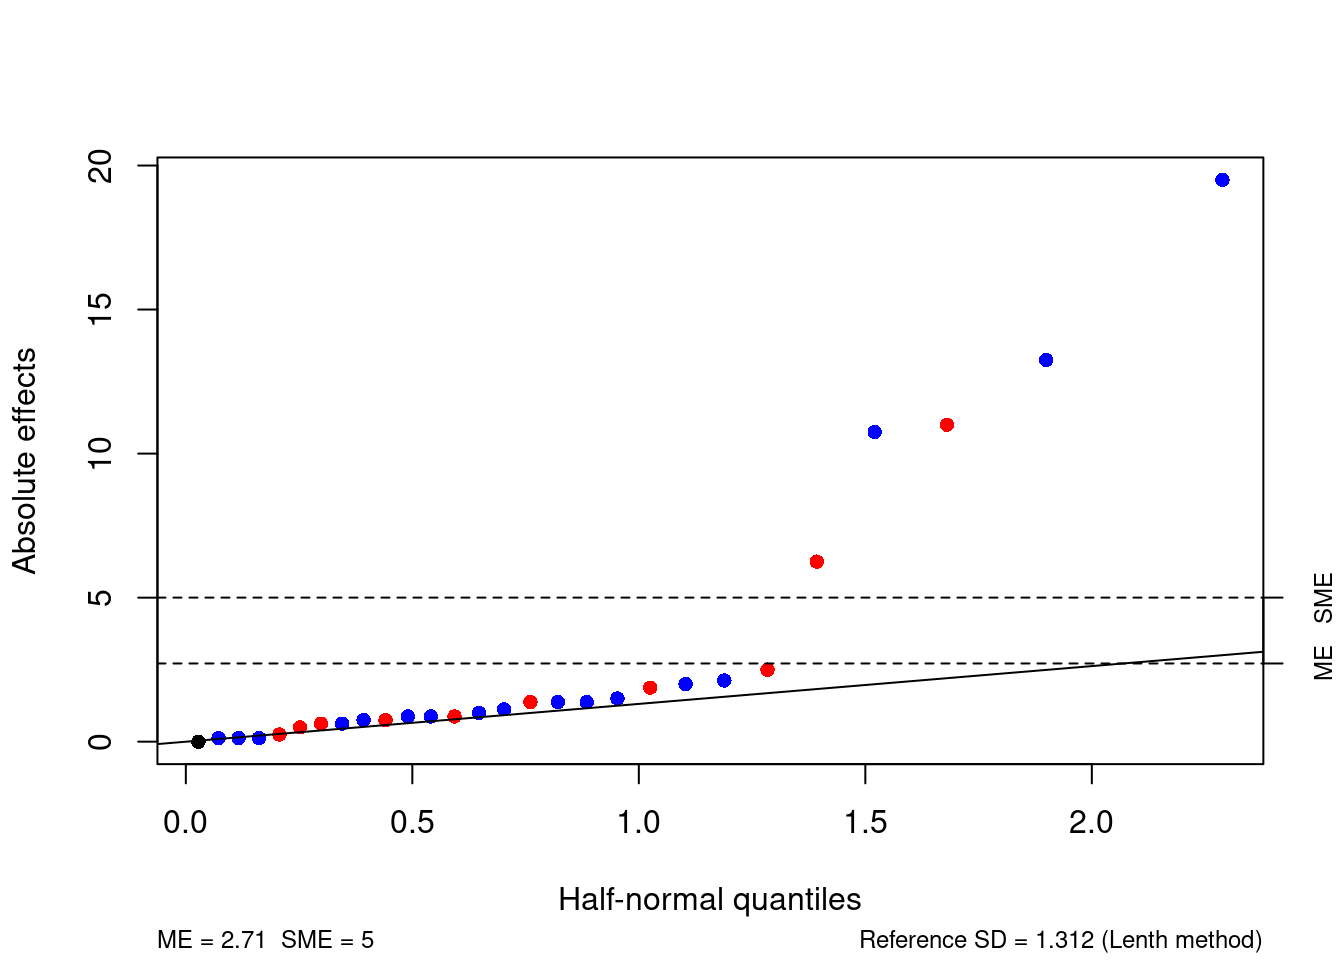 20
15
10
5
0
Absolute effects
SME
ME
0.0 0.5 1.0 1.5 2.0
Half-normal quantiles
ME = 2.71 SME = 5
Reference SD = 1.312 (Lenth method)